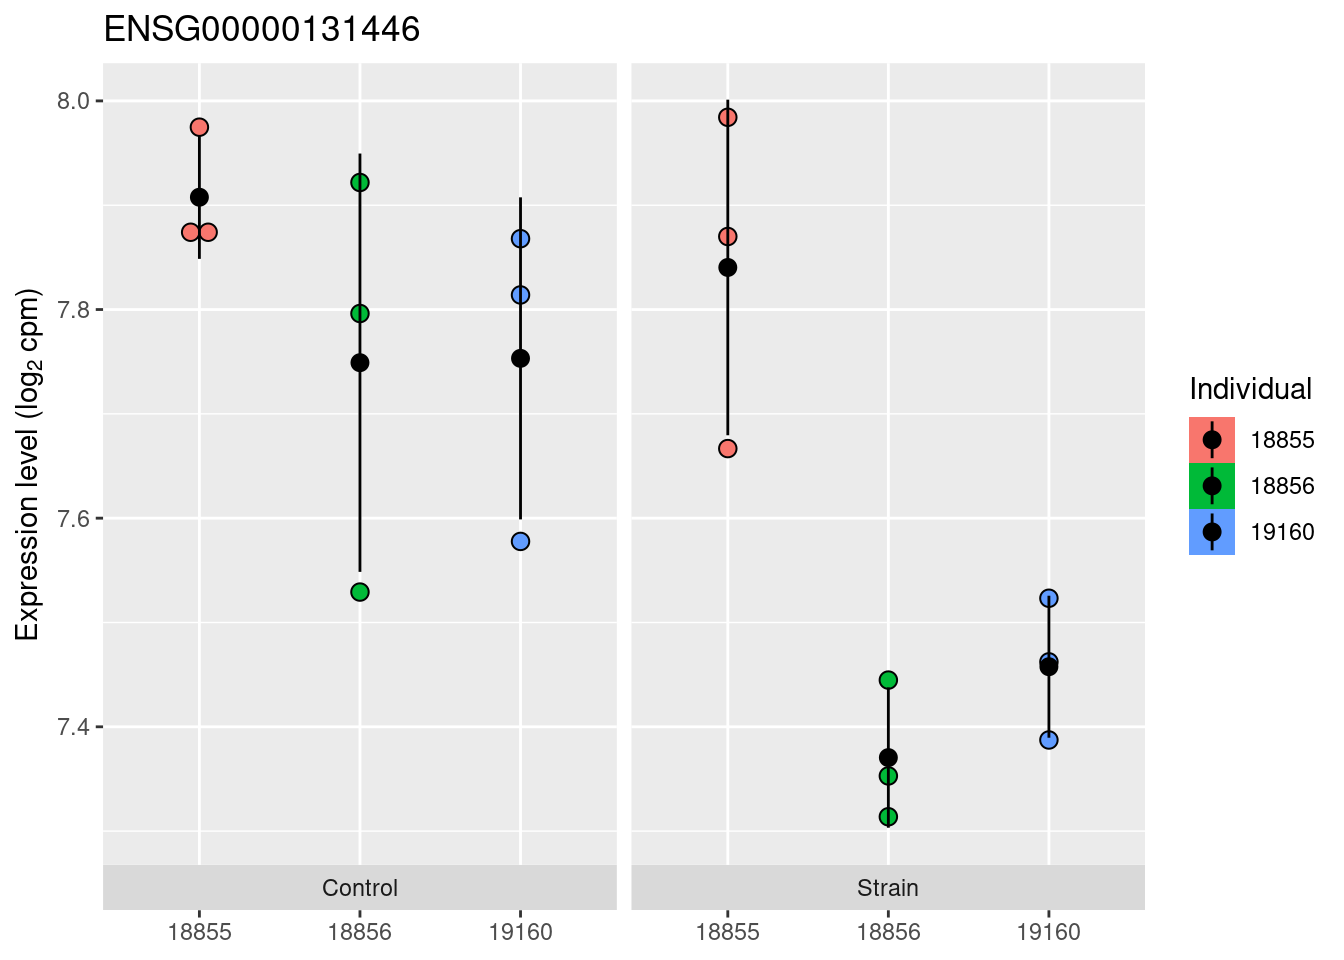 ENSG00000131446
Expression level (log2 cpm)
8.0
7.8
7.6
7.4
Control
Strain
18855
18856
19160
18855
18856
19160
Individual
18855
18856
19160